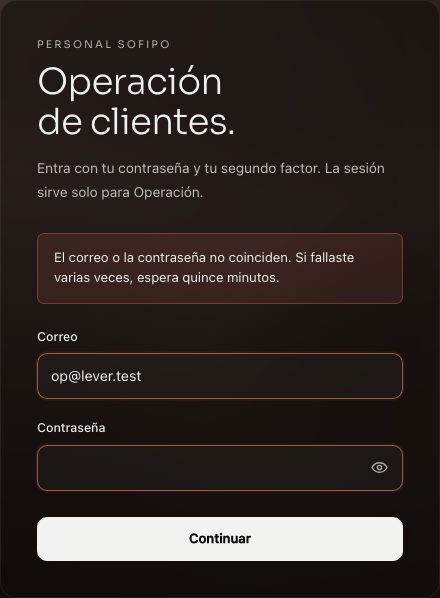 PERSONAL SOFIPO
Operación
de clientes.
Entra con tu contraseña y tu segundo factor. La sesión
sirve solo para Operación.
El correo o la contraseña no coinciden. Si fallaste
varias veces, espera quince minutos.
Correo
op@lever.test
Contraseña
Continuar